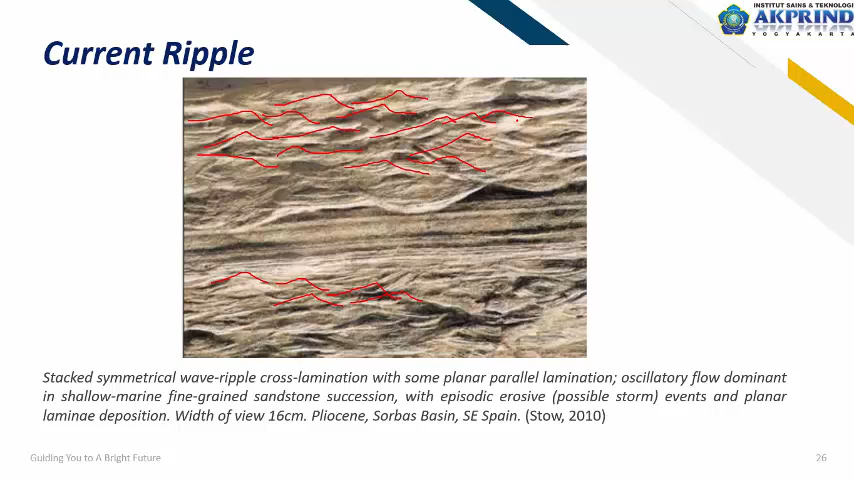 INSTITUT SAINS & TEKNOLOGI
AKPRIND
YOGYAKARTA
Current Ripple
Stacked symmetrical wave-ripple cross-lamination with some planar parallel lamination; oscillatory flow dominant
in shallow-marine fine-grained sandstone succession, with episodic erosive (possible storm) events and planar
laminae deposition. Width of view 16cm. Pliocene, Sorbas Basin, SE Spain. (Stow, 2010)
Guiding You to A Bright Future
26